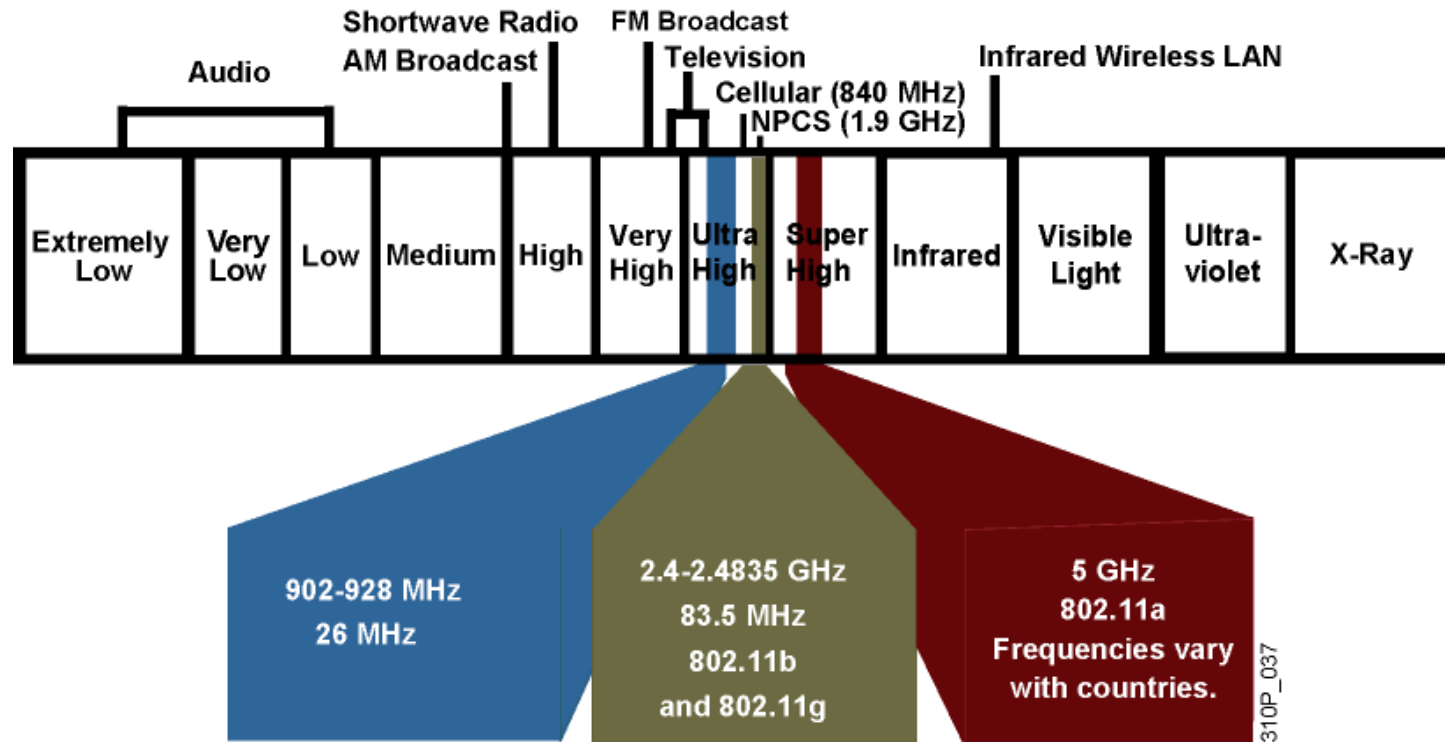 Shortwave Radio
FM Broadcast
AM Broadcast
Television
Infrared Wireless LAN
Audio
Cellular (840 MHz)
NPCS (1.9 GHz)
Extremely
Low
Very
Low
Low
Medium
High
Very
High
Ultra
High
Super
High
Infrared
Visible
Light
Ultra-
violet
X-Ray
902-928 MHz
26 MHz
2.4-2.4835 GHz
83.5 MHz
802.11b
and 802.11g
5 GHz
802.11a
Frequencies vary
with countries.
310P_037